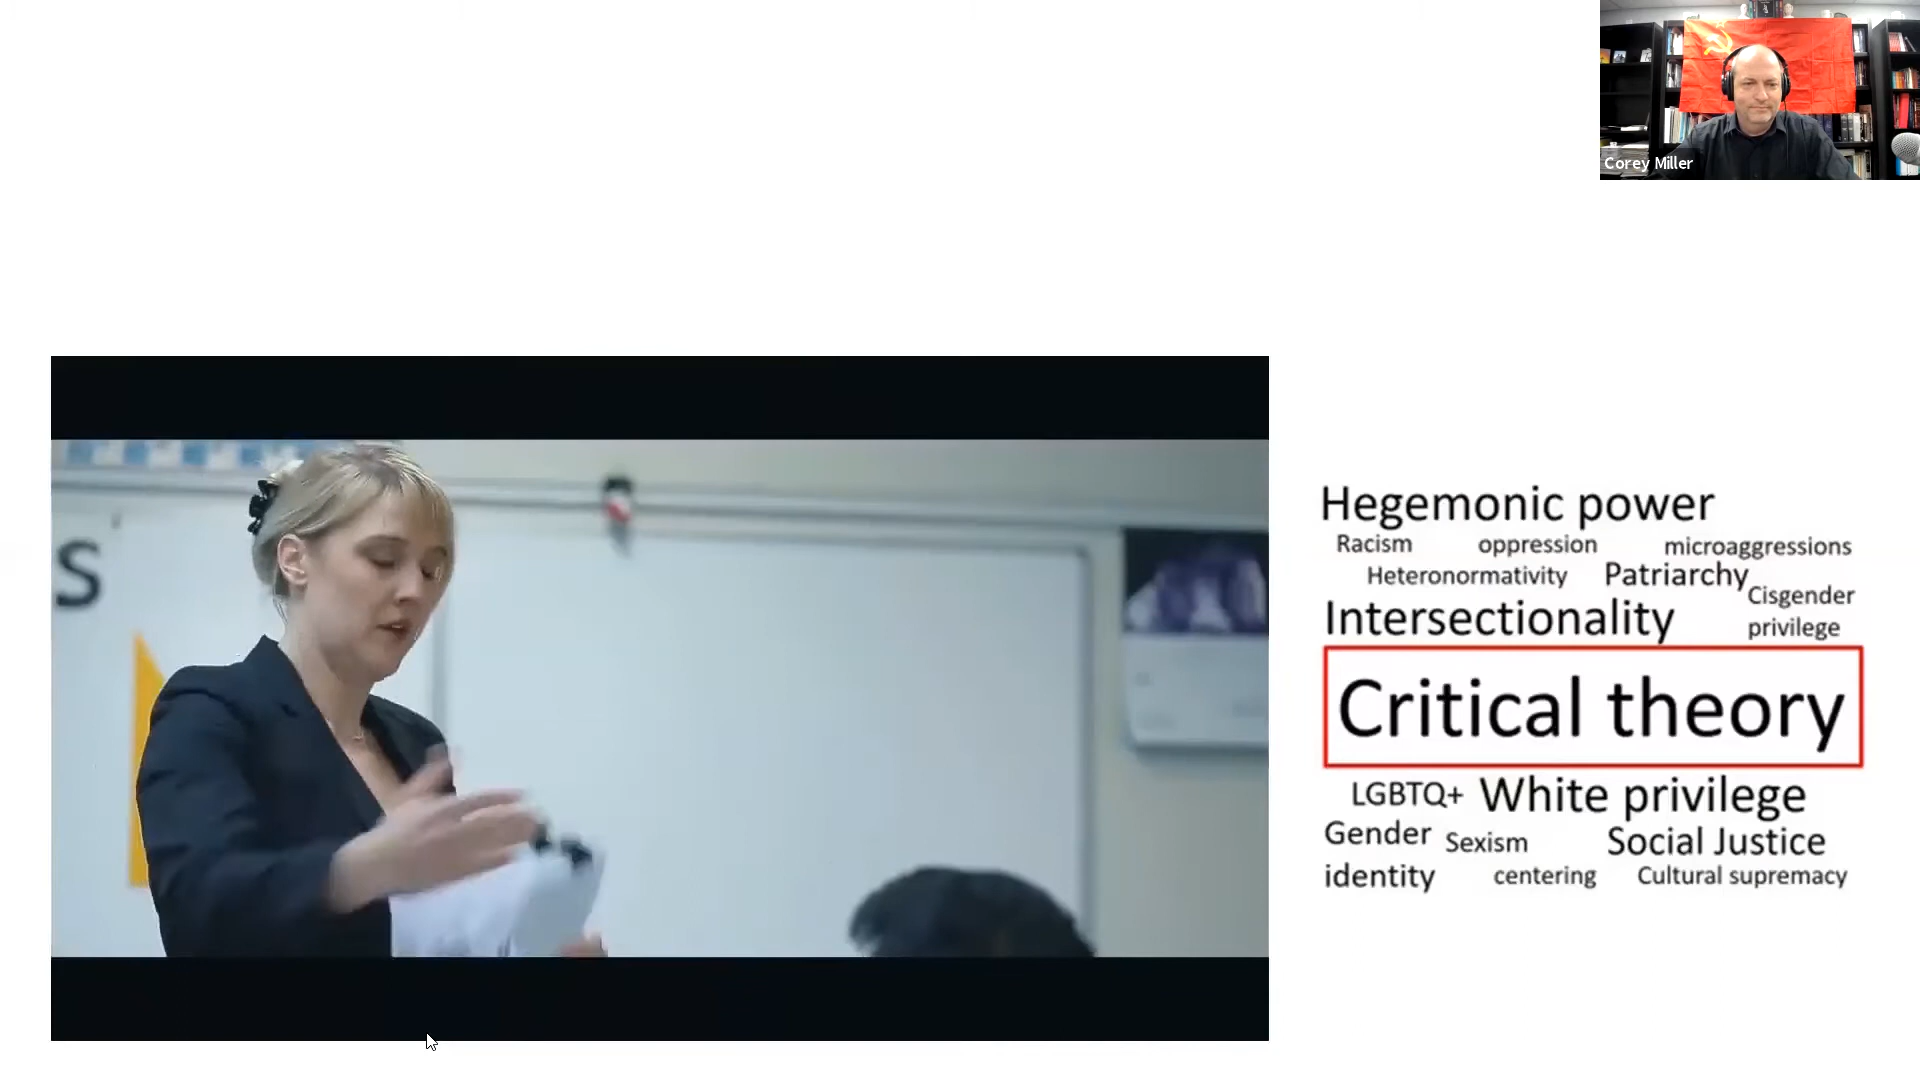 Corey Miller
S
Hegemonic power
Racism oppression microaggressions
Heteronormativity Patriarchy
Cisgender
Intersectionality privilege
Critical theory
LGBTQ+ White privilege
Gender Sexism Social Justice
identity centering Cultural supremacy